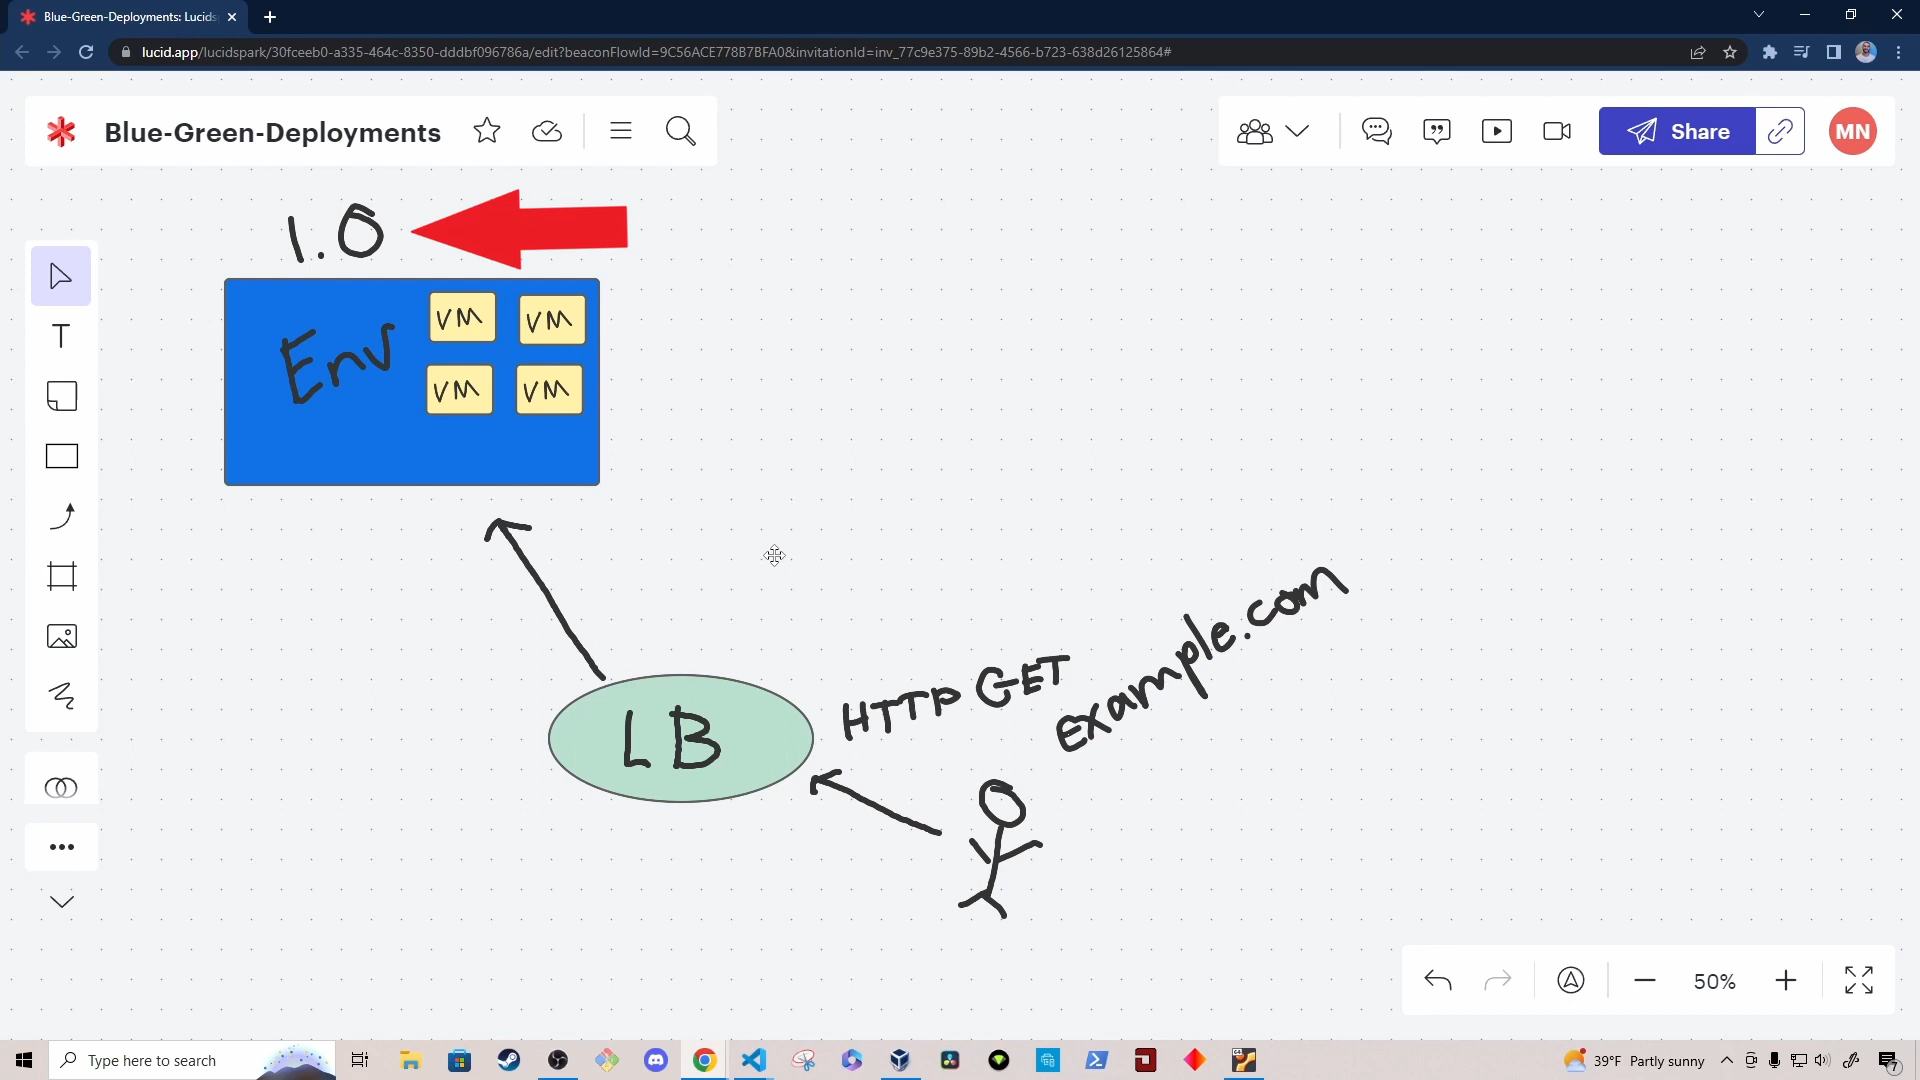 Blue-Green-Deployments: Lucids
lucid.app/lucidspark/30fceeb0-a335-464c-8350-dddbf096786a/edit?beaconFlowId=9C56ACE778B7BFA0&invitationId=inv_77c9e375-89b2-4566-b723-638d26125864#
Blue-Green-Deployments
Share
MN
1.0
T
Env
VM VM
VM VM
LB
HTTP GET
example.com
50%
Type here to search
39°F Partly sunny
7